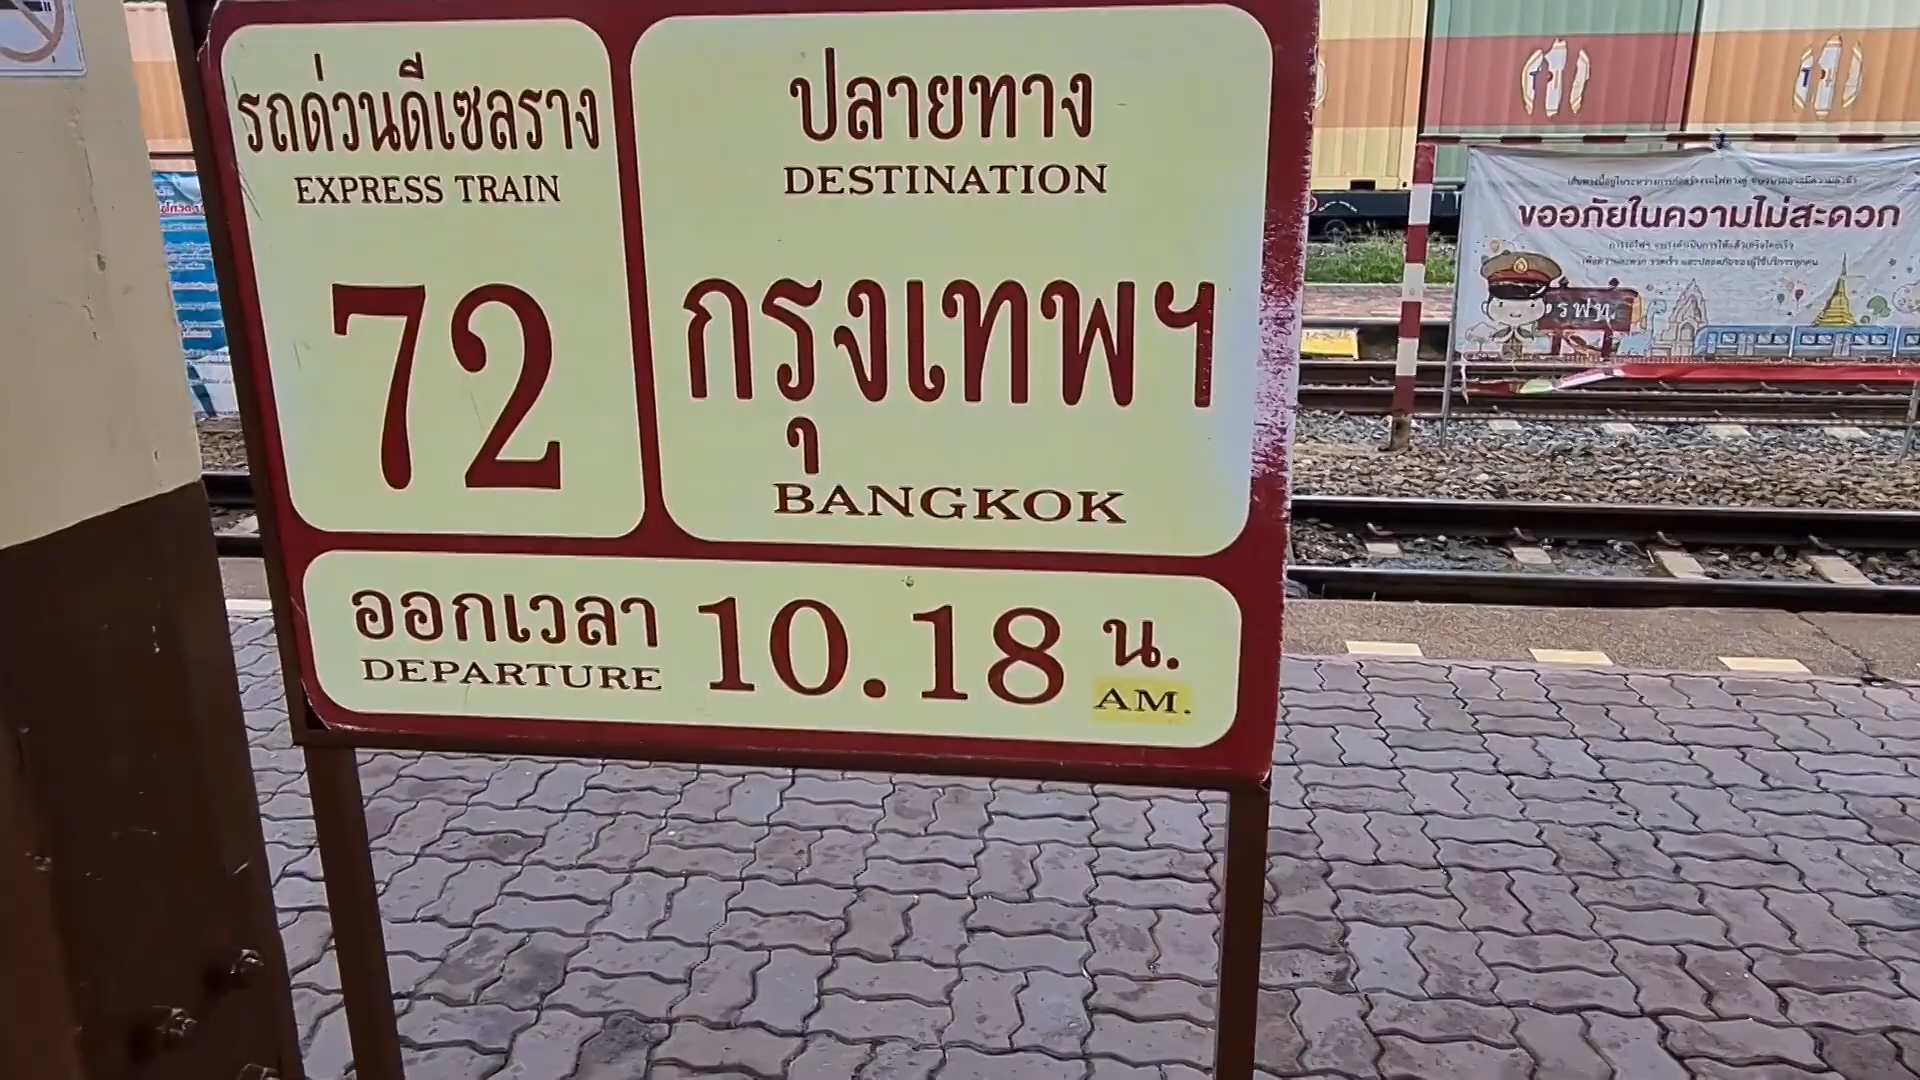 รถด่วนดีเซลราง
EXPRESS TRAIN
72
ปลายทาง
DESTINATION
กรุงเทพฯ
BANGKOK
ออกเวลา
DEPARTURE
10.18 น.
AM.
ขออภัยในความไม่สะดวก
รฟท.